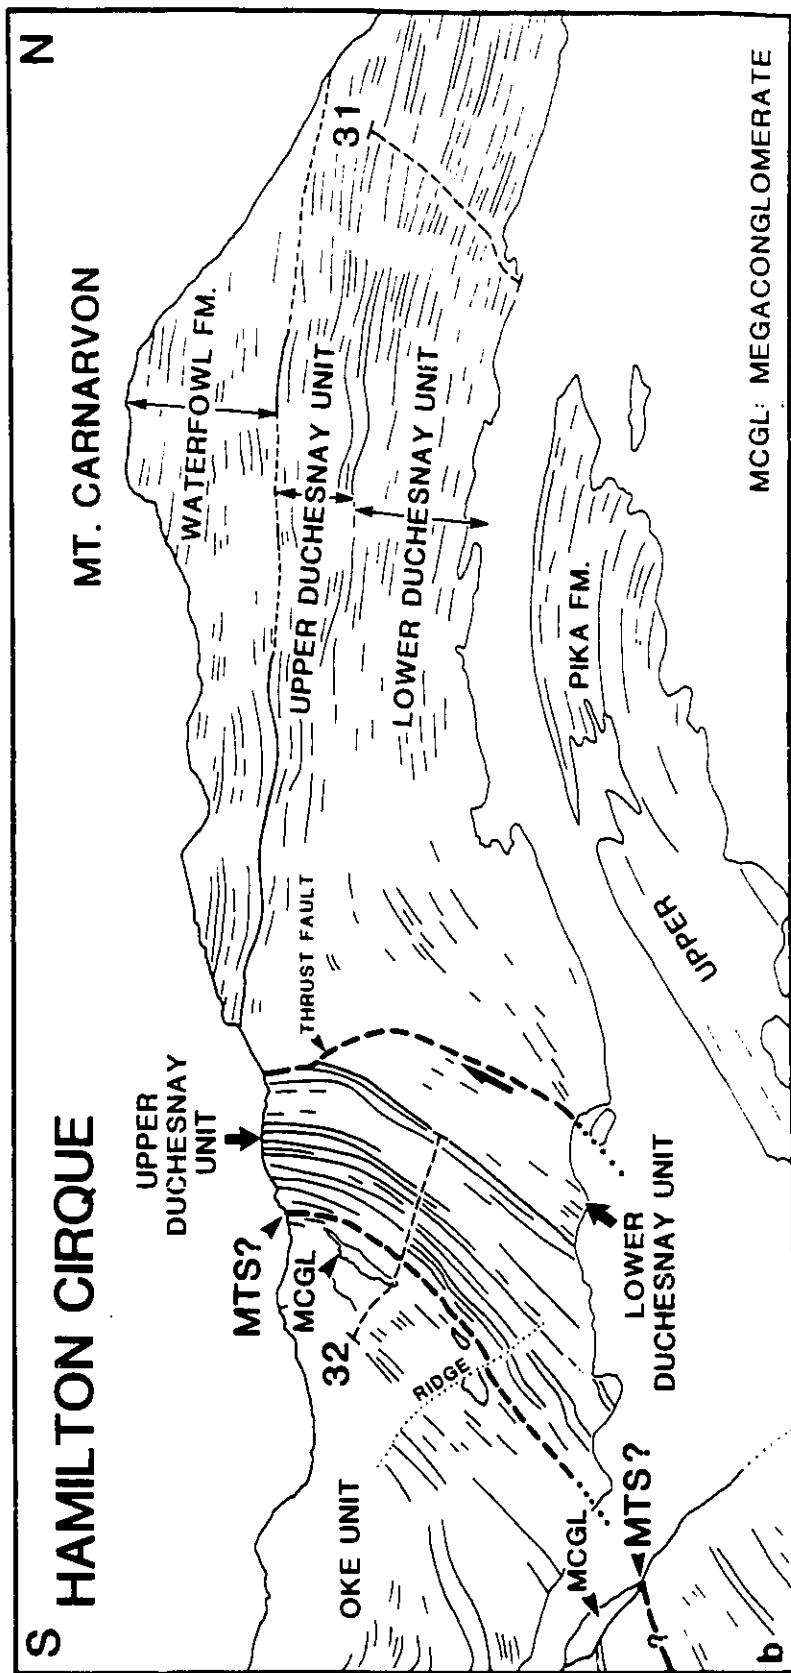 S
N
HAMILTON CIRQUE
MT. CARNARVON
WATERFOWL FM.
UPPER DUCHESNAY UNIT
LOWER DUCHESNAY UNIT
31
THRUST FAULT
UPPER
DUCHESNAY
UNIT
MTS?
MCGL
32
RIDGE
OKE UNIT
LOWER
DUCHESNAY UNIT
MCGL
MTS?
?
UPPER
PIKA FM.
MCGL: MEGACONGLOMERATE
b